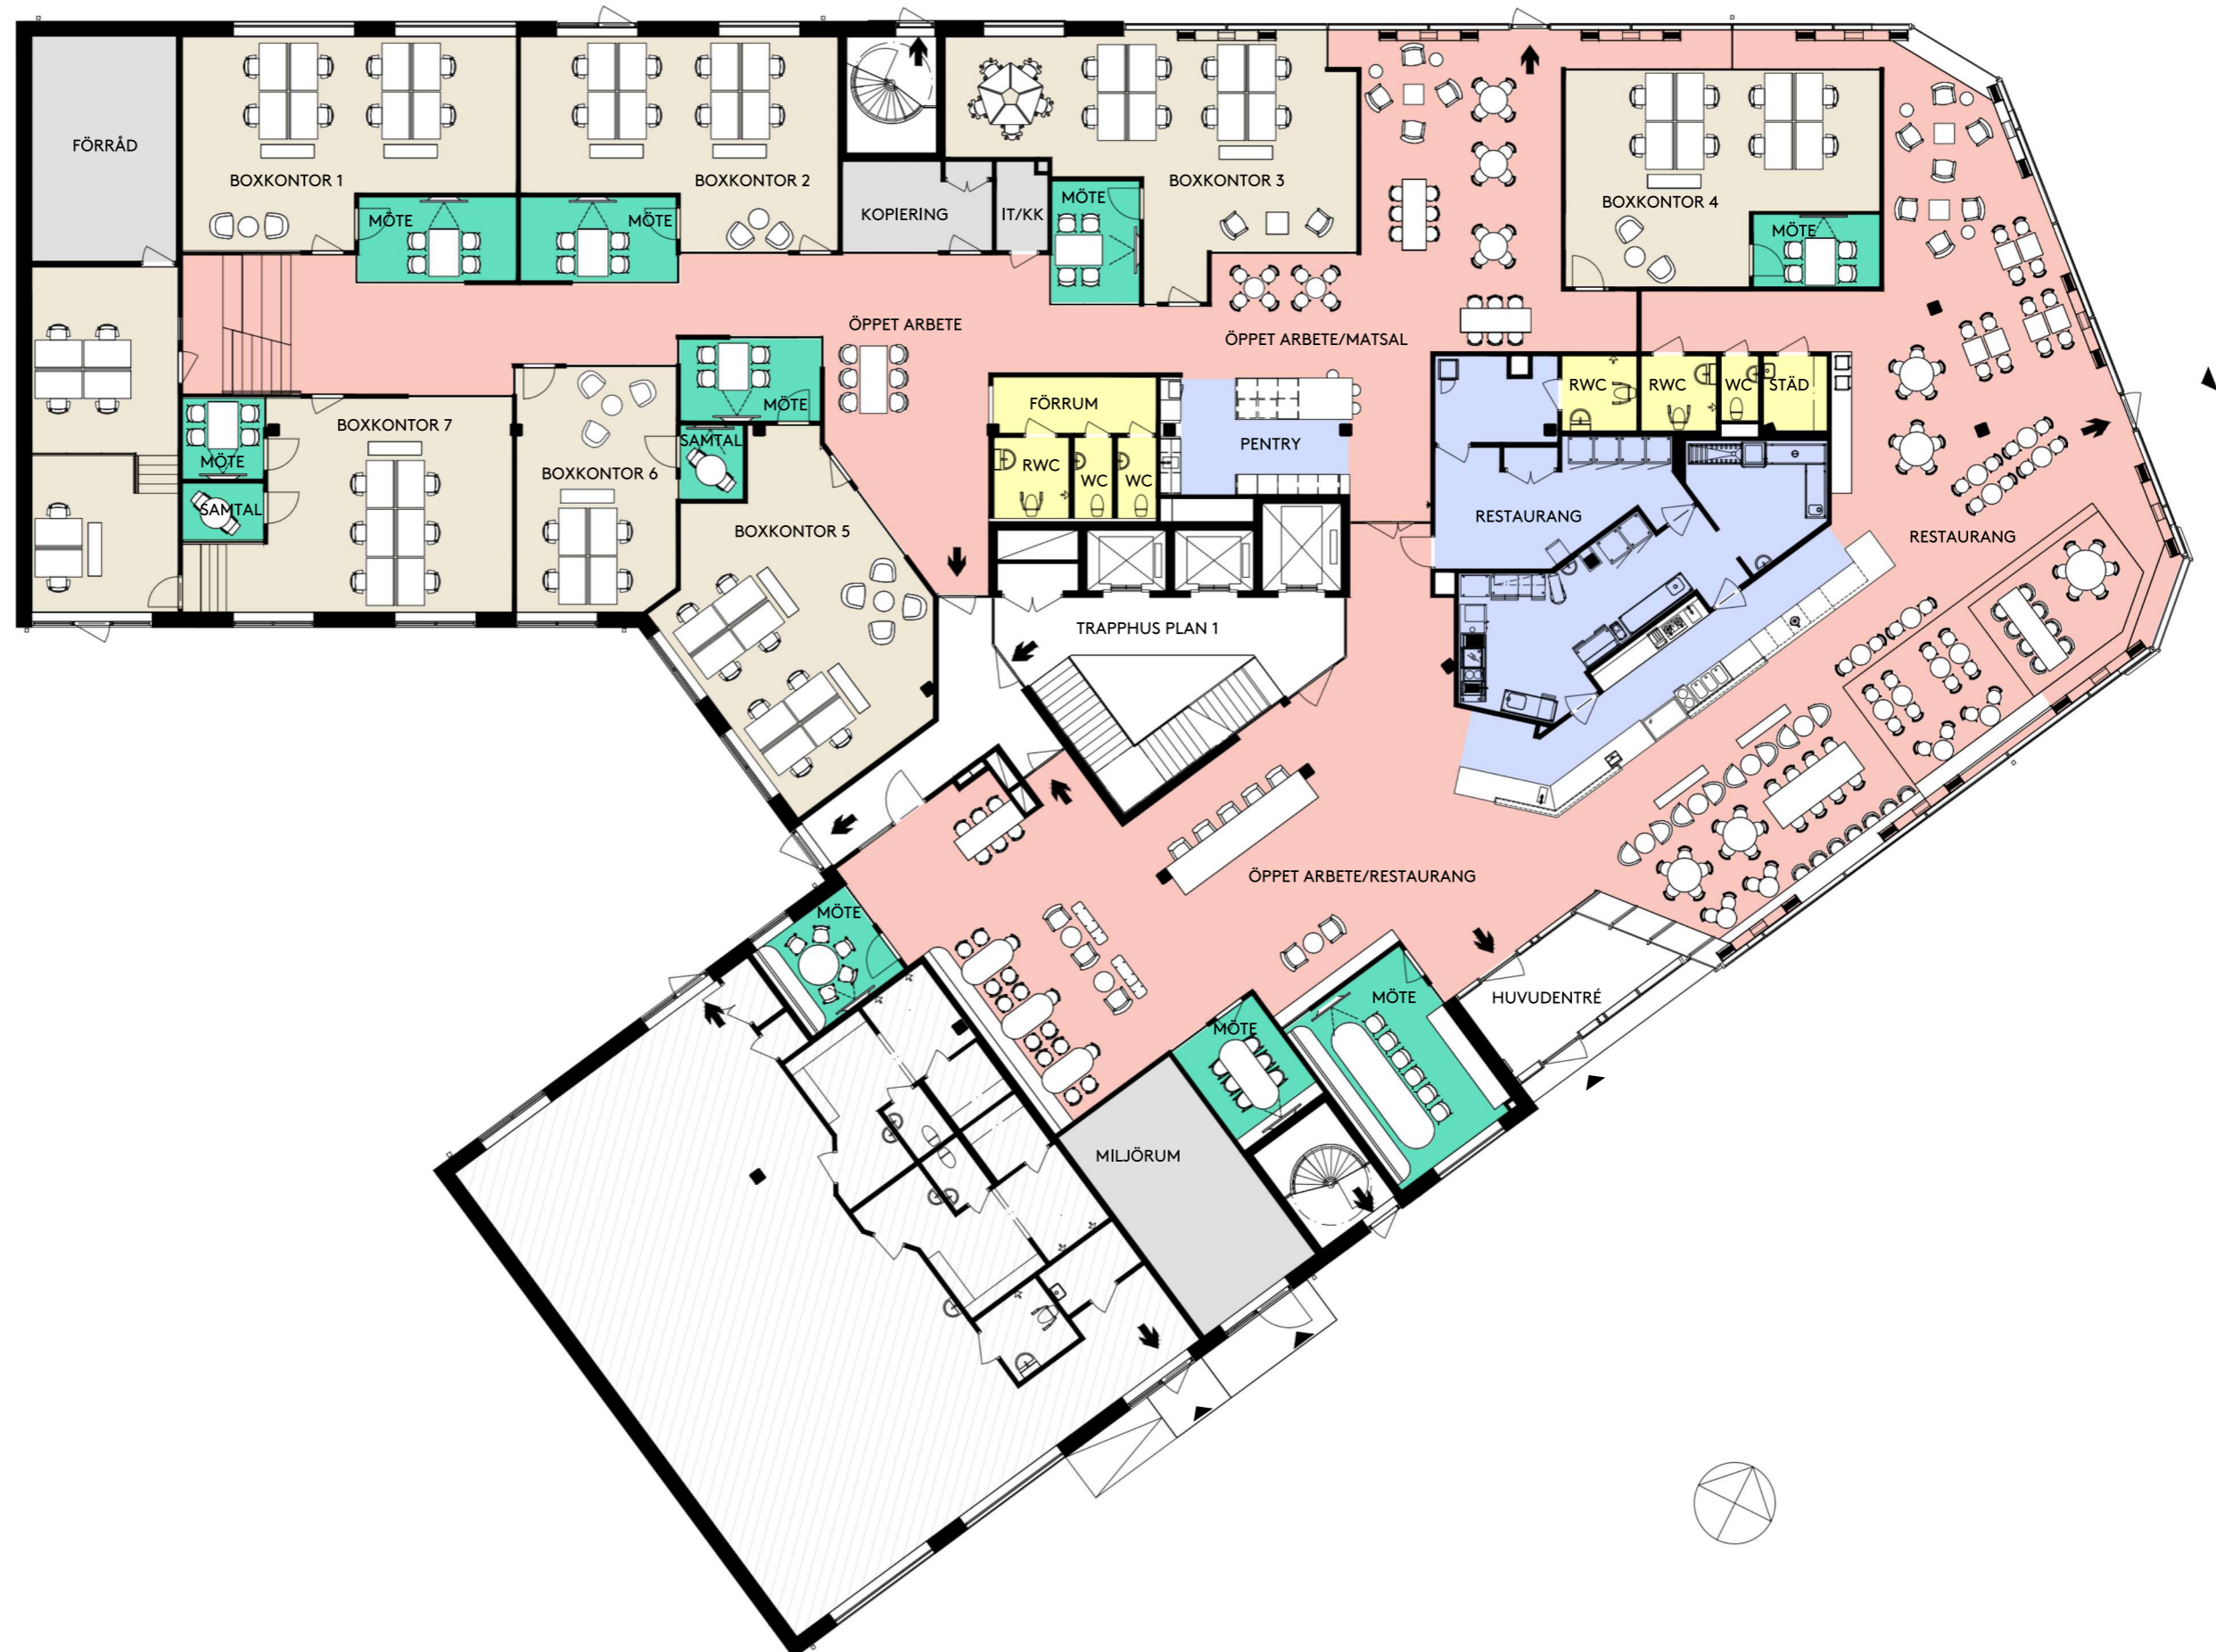 FÖRRÅD
BOXKONTOR 1
MÖTE
BOXKONTOR 2
MÖTE
KOPIERING
IT/KK
BOXKONTOR 3
MÖTE
BOXKONTOR 4
MÖTE
ÖPPET ARBETE
ÖPPET ARBETE/MATSAL
MÖTE
SAMTAL
FÖRRUM
RWC
WC
WC
PENTRY
RWC
RWC
WC
STÄD
BOXKONTOR 7
MÖTE
SAMTAL
BOXKONTOR 6
BOXKONTOR 5
RESTAURANG
RESTAURANG
TRAPPHUS PLAN 1
ÖPPET ARBETE/RESTAURANG
MÖTE
MÖTE
MÖTE
HUVUDENTRÉ
MILJÖRUM